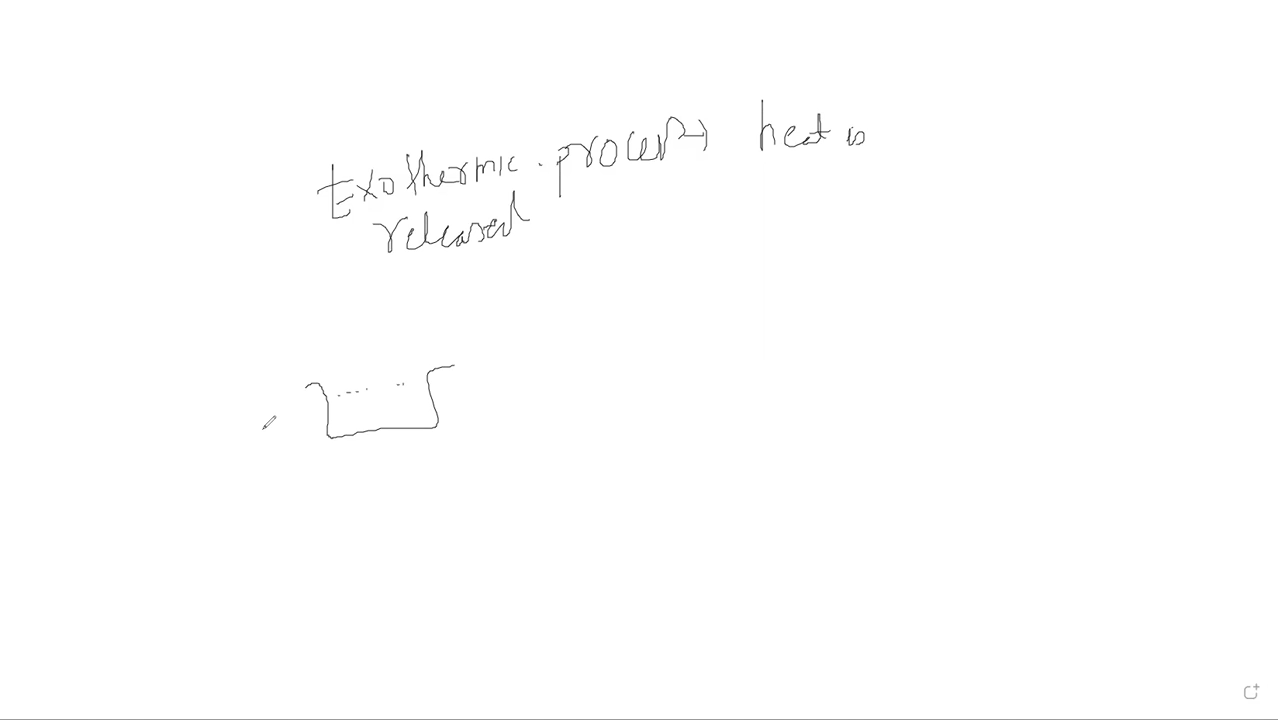 Exothermic process → heat is
released